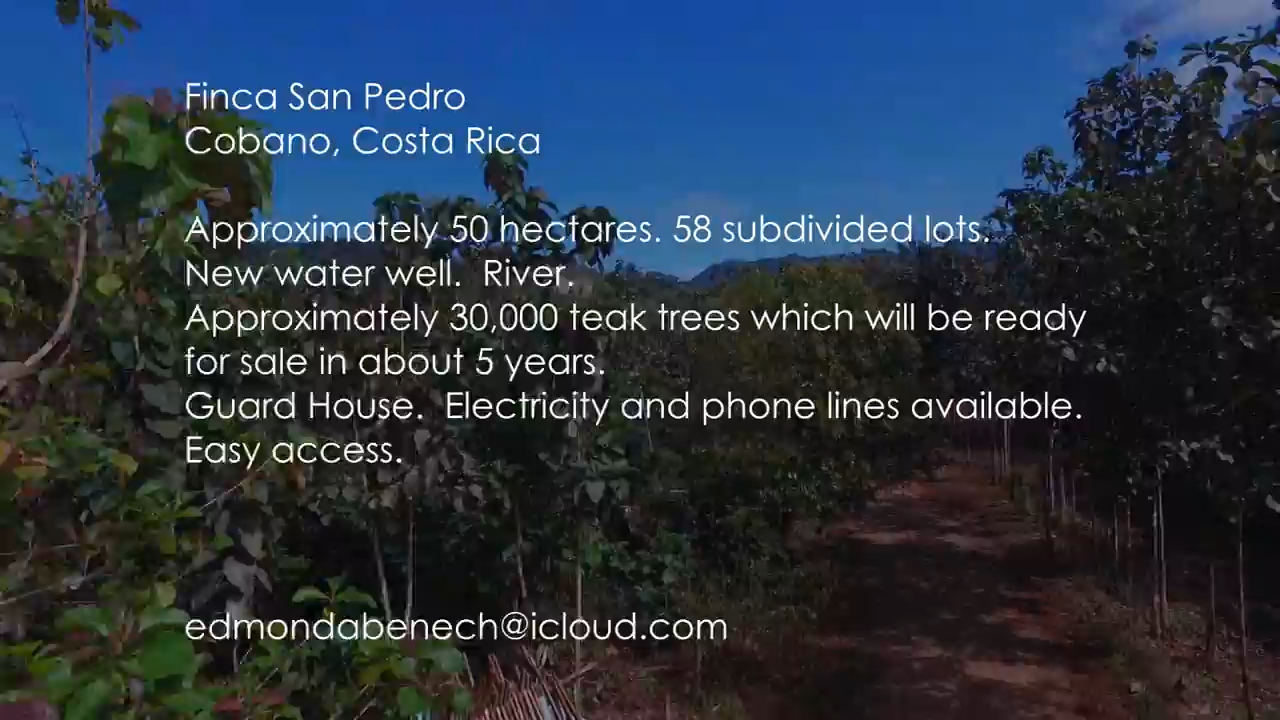 Finca San Pedro
Cobano, Costa Rica
Approximately 50 hectares. 58 subdivided lots.
New water well.  River.
Approximately 30,000 teak trees which will be ready
for sale in about 5 years.
Guard House.  Electricity and phone lines available.
Easy access.
edmondabenech@icloud.com